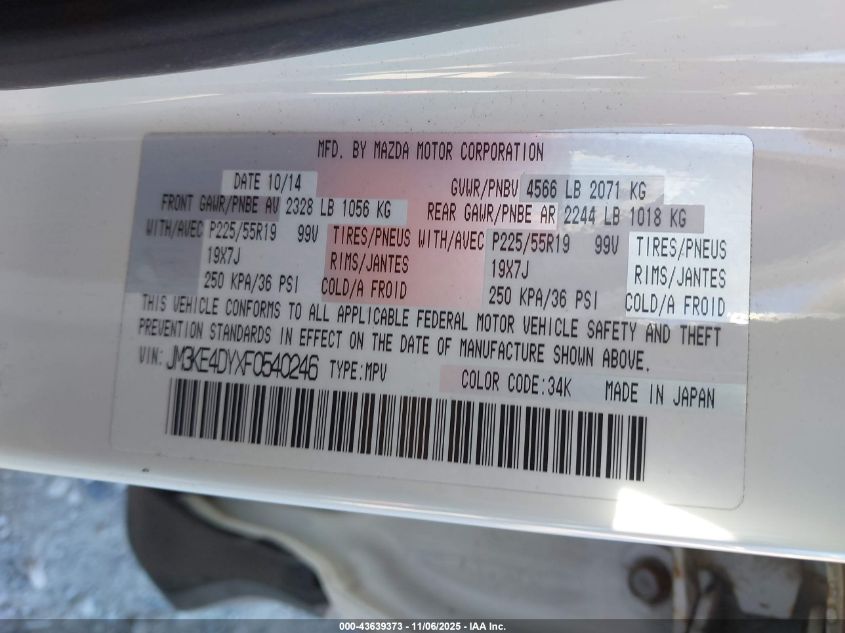 MFD. BY MAZDA MOTOR CORPORATION
DATE 10/14 GVWR/PNBV 4566 LB 2071 KG
FRONT GAWR/PNBE AV 2328 LB 1056 KG REAR GAWR/PNBE AR 2244 LB 1018 KG
WITH/AVEC P225/55R19 99V TIRES/PNEUS WITH/AVEC P225/55R19 99V TIRES/PNEUS
19X7J RIMS/JANTES 19X7J RIMS/JANTES
250 KPA/36 PSI COLD/A FROID 250 KPA/36 PSI COLD/A FROID
THIS VEHICLE CONFORMS TO ALL APPLICABLE FEDERAL MOTOR VEHICLE SAFETY AND THEFT
PREVENTION STANDARDS IN EFFECT ON THE DATE OF MANUFACTURE SHOWN ABOVE.
VIN: JM3KE4DYXF0540246 TYPE:MPV COLOR CODE:34K MADE IN JAPAN
000-43639373 - 11/06/2025 - IAA Inc.